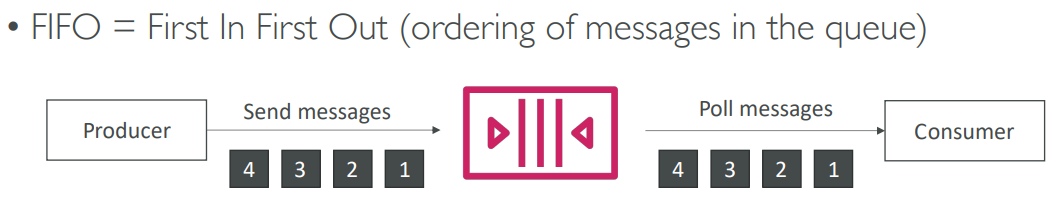 • FIFO = First In First Out (ordering of messages in the queue)
Producer
Send messages
4 3 2 1
Poll messages
4 3 2 1
Consumer